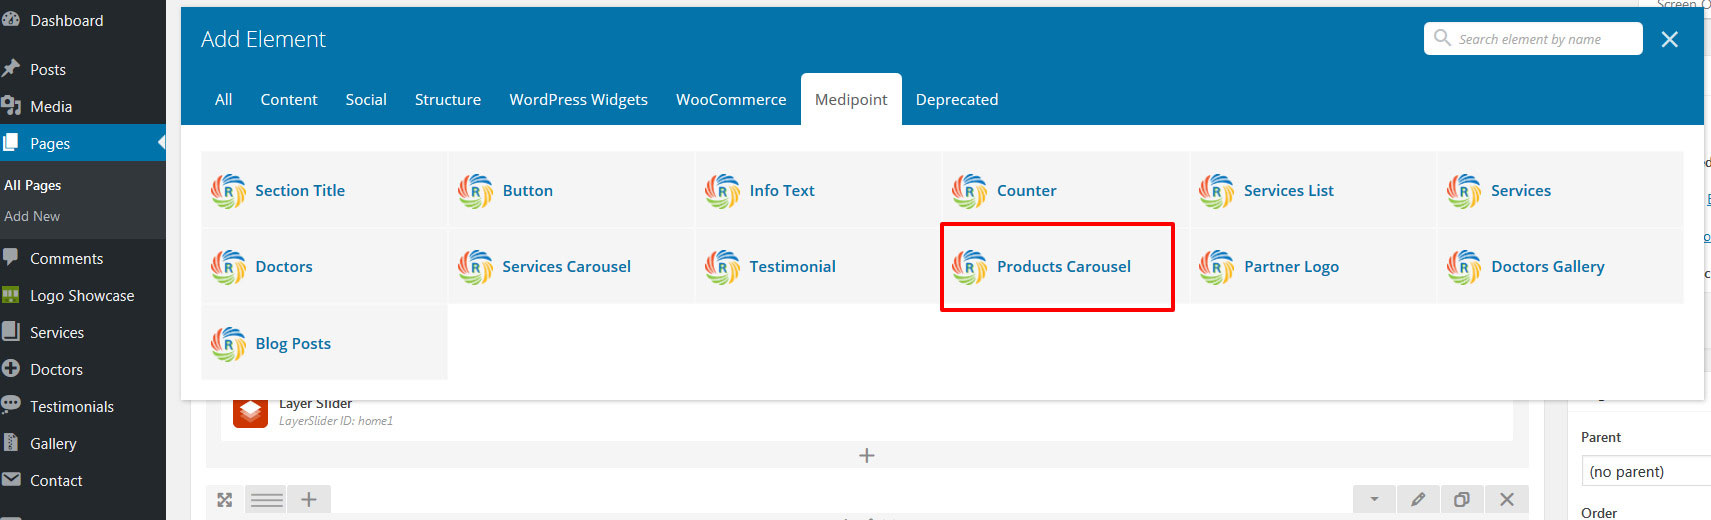 Dashboard
Posts
Media
Pages
All Pages
Add New
Comments
Logo Showcase
Services
Doctors
Testimonials
Gallery
Contact
Add Element
Search element by name
All Content Social Structure WordPress Widgets WooCommerce Medipoint Deprecated
R Section Title R Button R Info Text R Counter R Services List R Services
R Doctors R Services Carousel R Testimonial R Products Carousel R Partner Logo R Doctors Gallery
R Blog Posts
Layer Slider
LayerSlider ID: home1
Screen O
Parent
(no parent)
Order